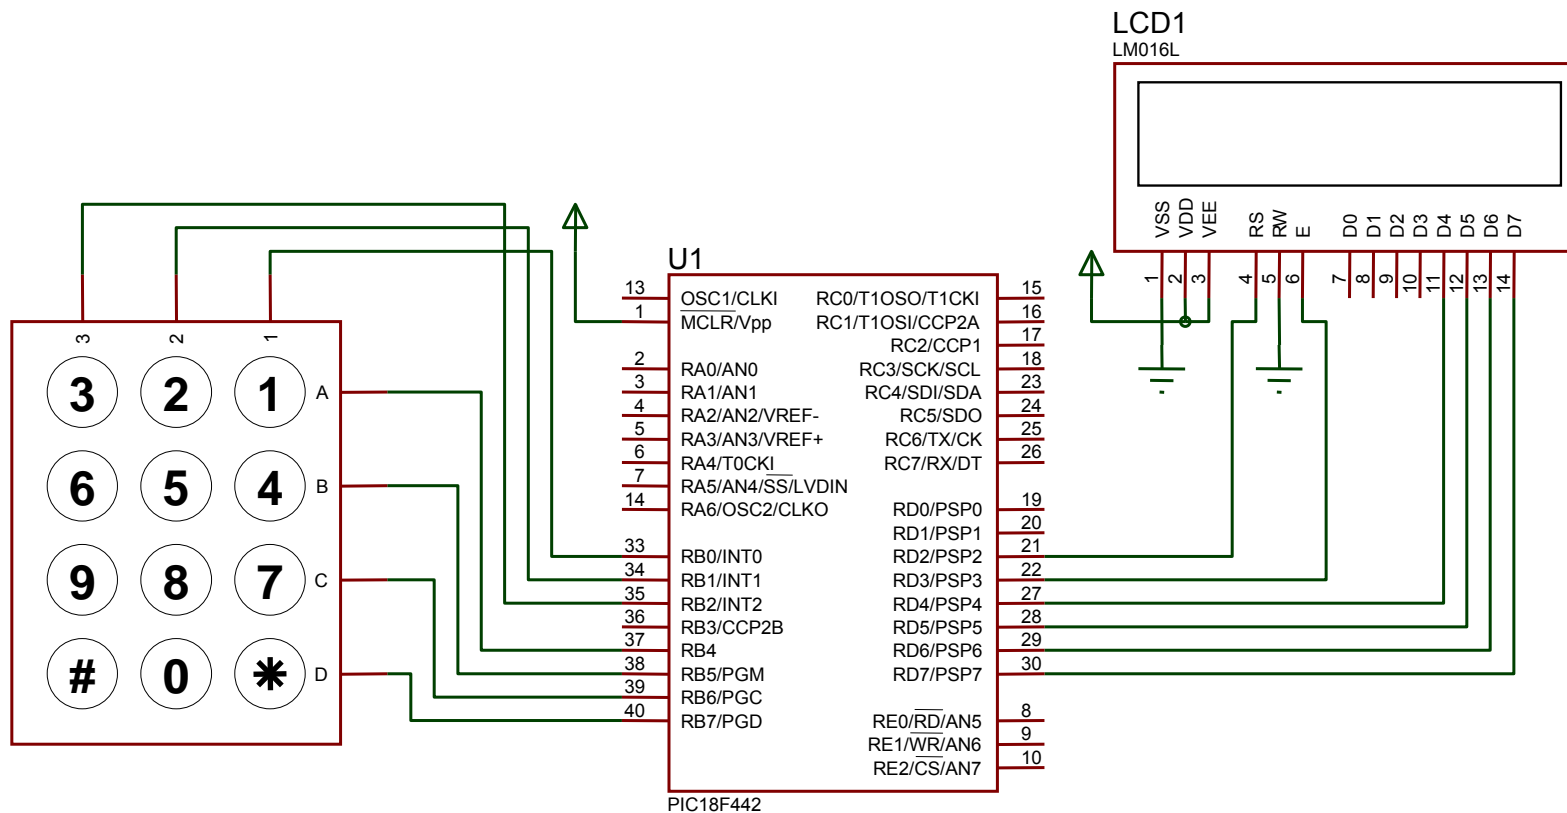 LCD1
LM016L
VSS VDD VEE RS RW E D0 D1 D2 D3 D4 D5 D6 D7
1 2 3 4 5 6 7 8 9 10 11 12 13 14
U1
13 OSC1/CLKI RC0/T1OSO/T1CKI 15
1 MCLR/Vpp RC1/T1OSI/CCP2A 16
RC2/CCP1 17
2 RA0/AN0 RC3/SCK/SCL 18
3 RA1/AN1 RC4/SDI/SDA 23
4 RA2/AN2/VREF- RC5/SDO 24
5 RA3/AN3/VREF+ RC6/TX/CK 25
6 RA4/T0CKI RC7/RX/DT 26
7 RA5/AN4/SS/LVDIN
14 RA6/OSC2/CLKO RD0/PSP0 19
RD1/PSP1 20
33 RB0/INT0 RD2/PSP2 21
34 RB1/INT1 RD3/PSP3 22
35 RB2/INT2 RD4/PSP4 27
36 RB3/CCP2B RD5/PSP5 28
37 RB4 RD6/PSP6 29
38 RB5/PGM RD7/PSP7 30
39 RB6/PGC
40 RB7/PGD RE0/RD/AN5 8
RE1/WR/AN6 9
RE2/CS/AN7 10
PIC18F442
3 2 1
3 2 1 A
6 5 4 B
9 8 7 C
# 0 * D